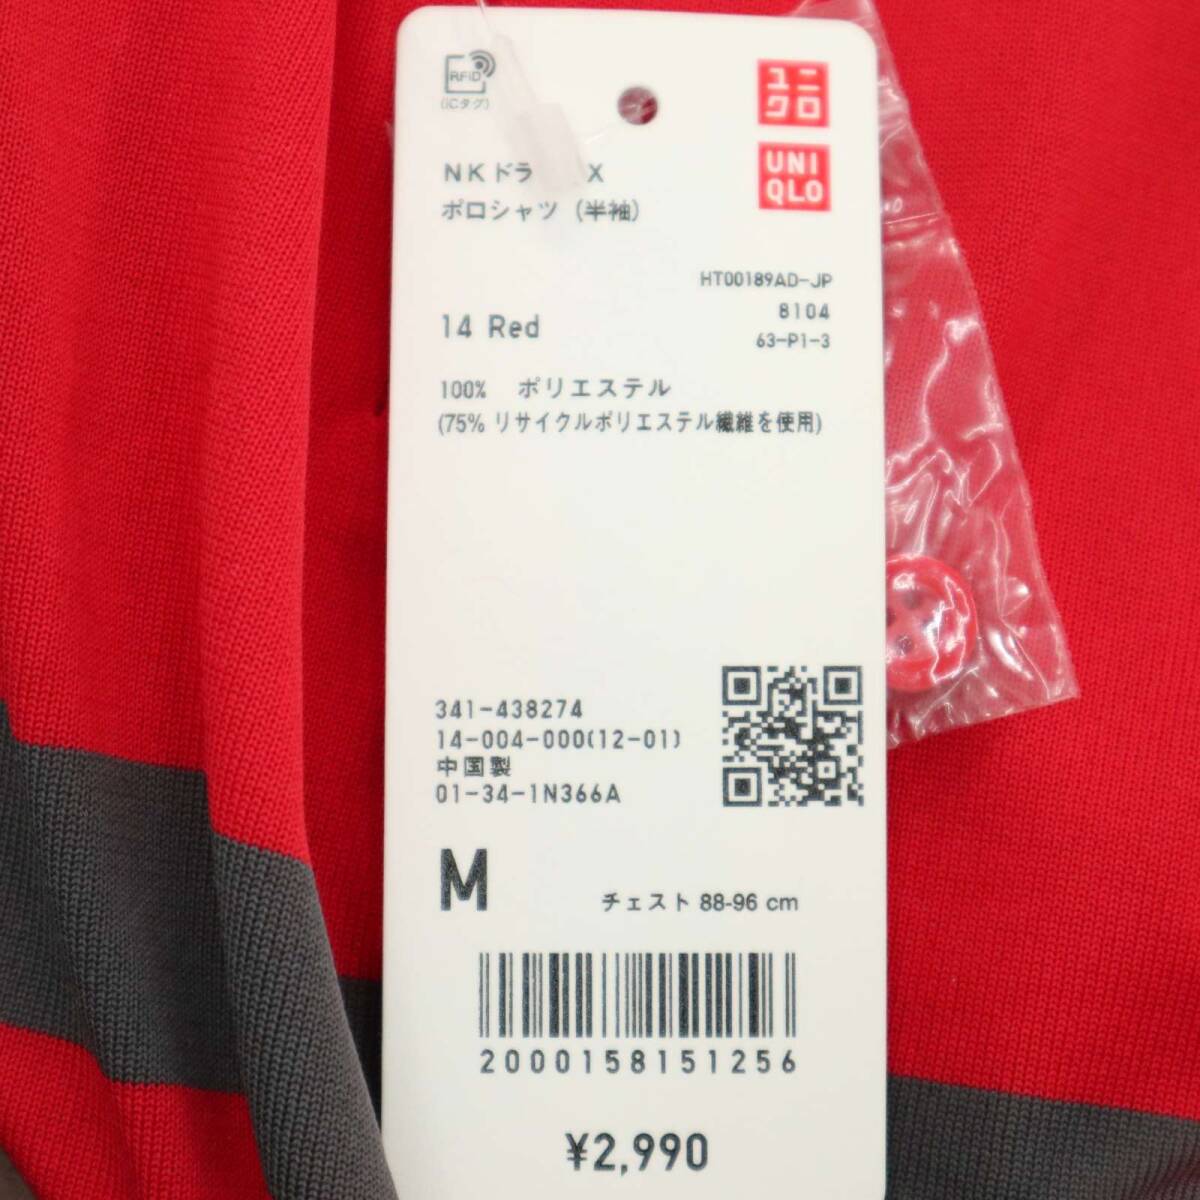 RFID
(ICタグ)
ユニ
クロ
UNI
QLO
NKドラ X
ポロシャツ (半袖)
HT00189AD-JP
8104
63-P1-3
14 Red
100% ポリエステル
(75% リサイクルポリエステル繊維を使用)
341-438274
14-004-000(12-01)
中国製
01-34-1N366A
M
チェスト 88-96 cm
2000158151256
¥2,990